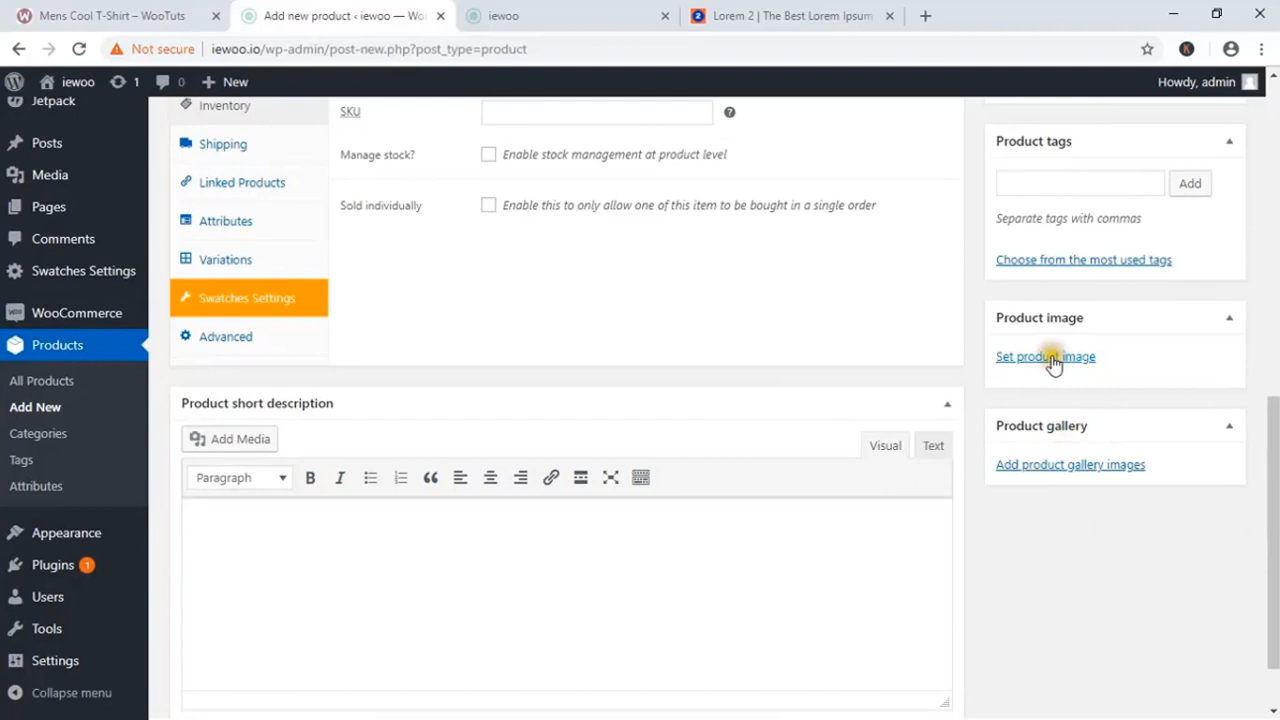 Mens Cool T-Shirt – WooTuts
Add new product ‹ iewoo — Wo
iewoo
Lorem 2 | The Best Lorem Ipsum
Not secure
iewoo.io/wp-admin/post-new.php?post_type=product
K
iewoo
1
0
New
Howdy, admin
Jetpack
Posts
Media
Pages
Comments
Swatches Settings
WooCommerce
Products
All Products
Add New
Categories
Tags
Attributes
Appearance
Plugins 1
Users
Tools
Settings
Collapse menu
Inventory
Shipping
Linked Products
Attributes
Variations
Swatches Settings
Advanced
SKU
Manage stock?
Enable stock management at product level
Sold individually
Enable this to only allow one of this item to be bought in a single order
Product short description
Add Media
Visual
Text
Paragraph
Product tags
Add
Separate tags with commas
Choose from the most used tags
Product image
Set product image
Product gallery
Add product gallery images